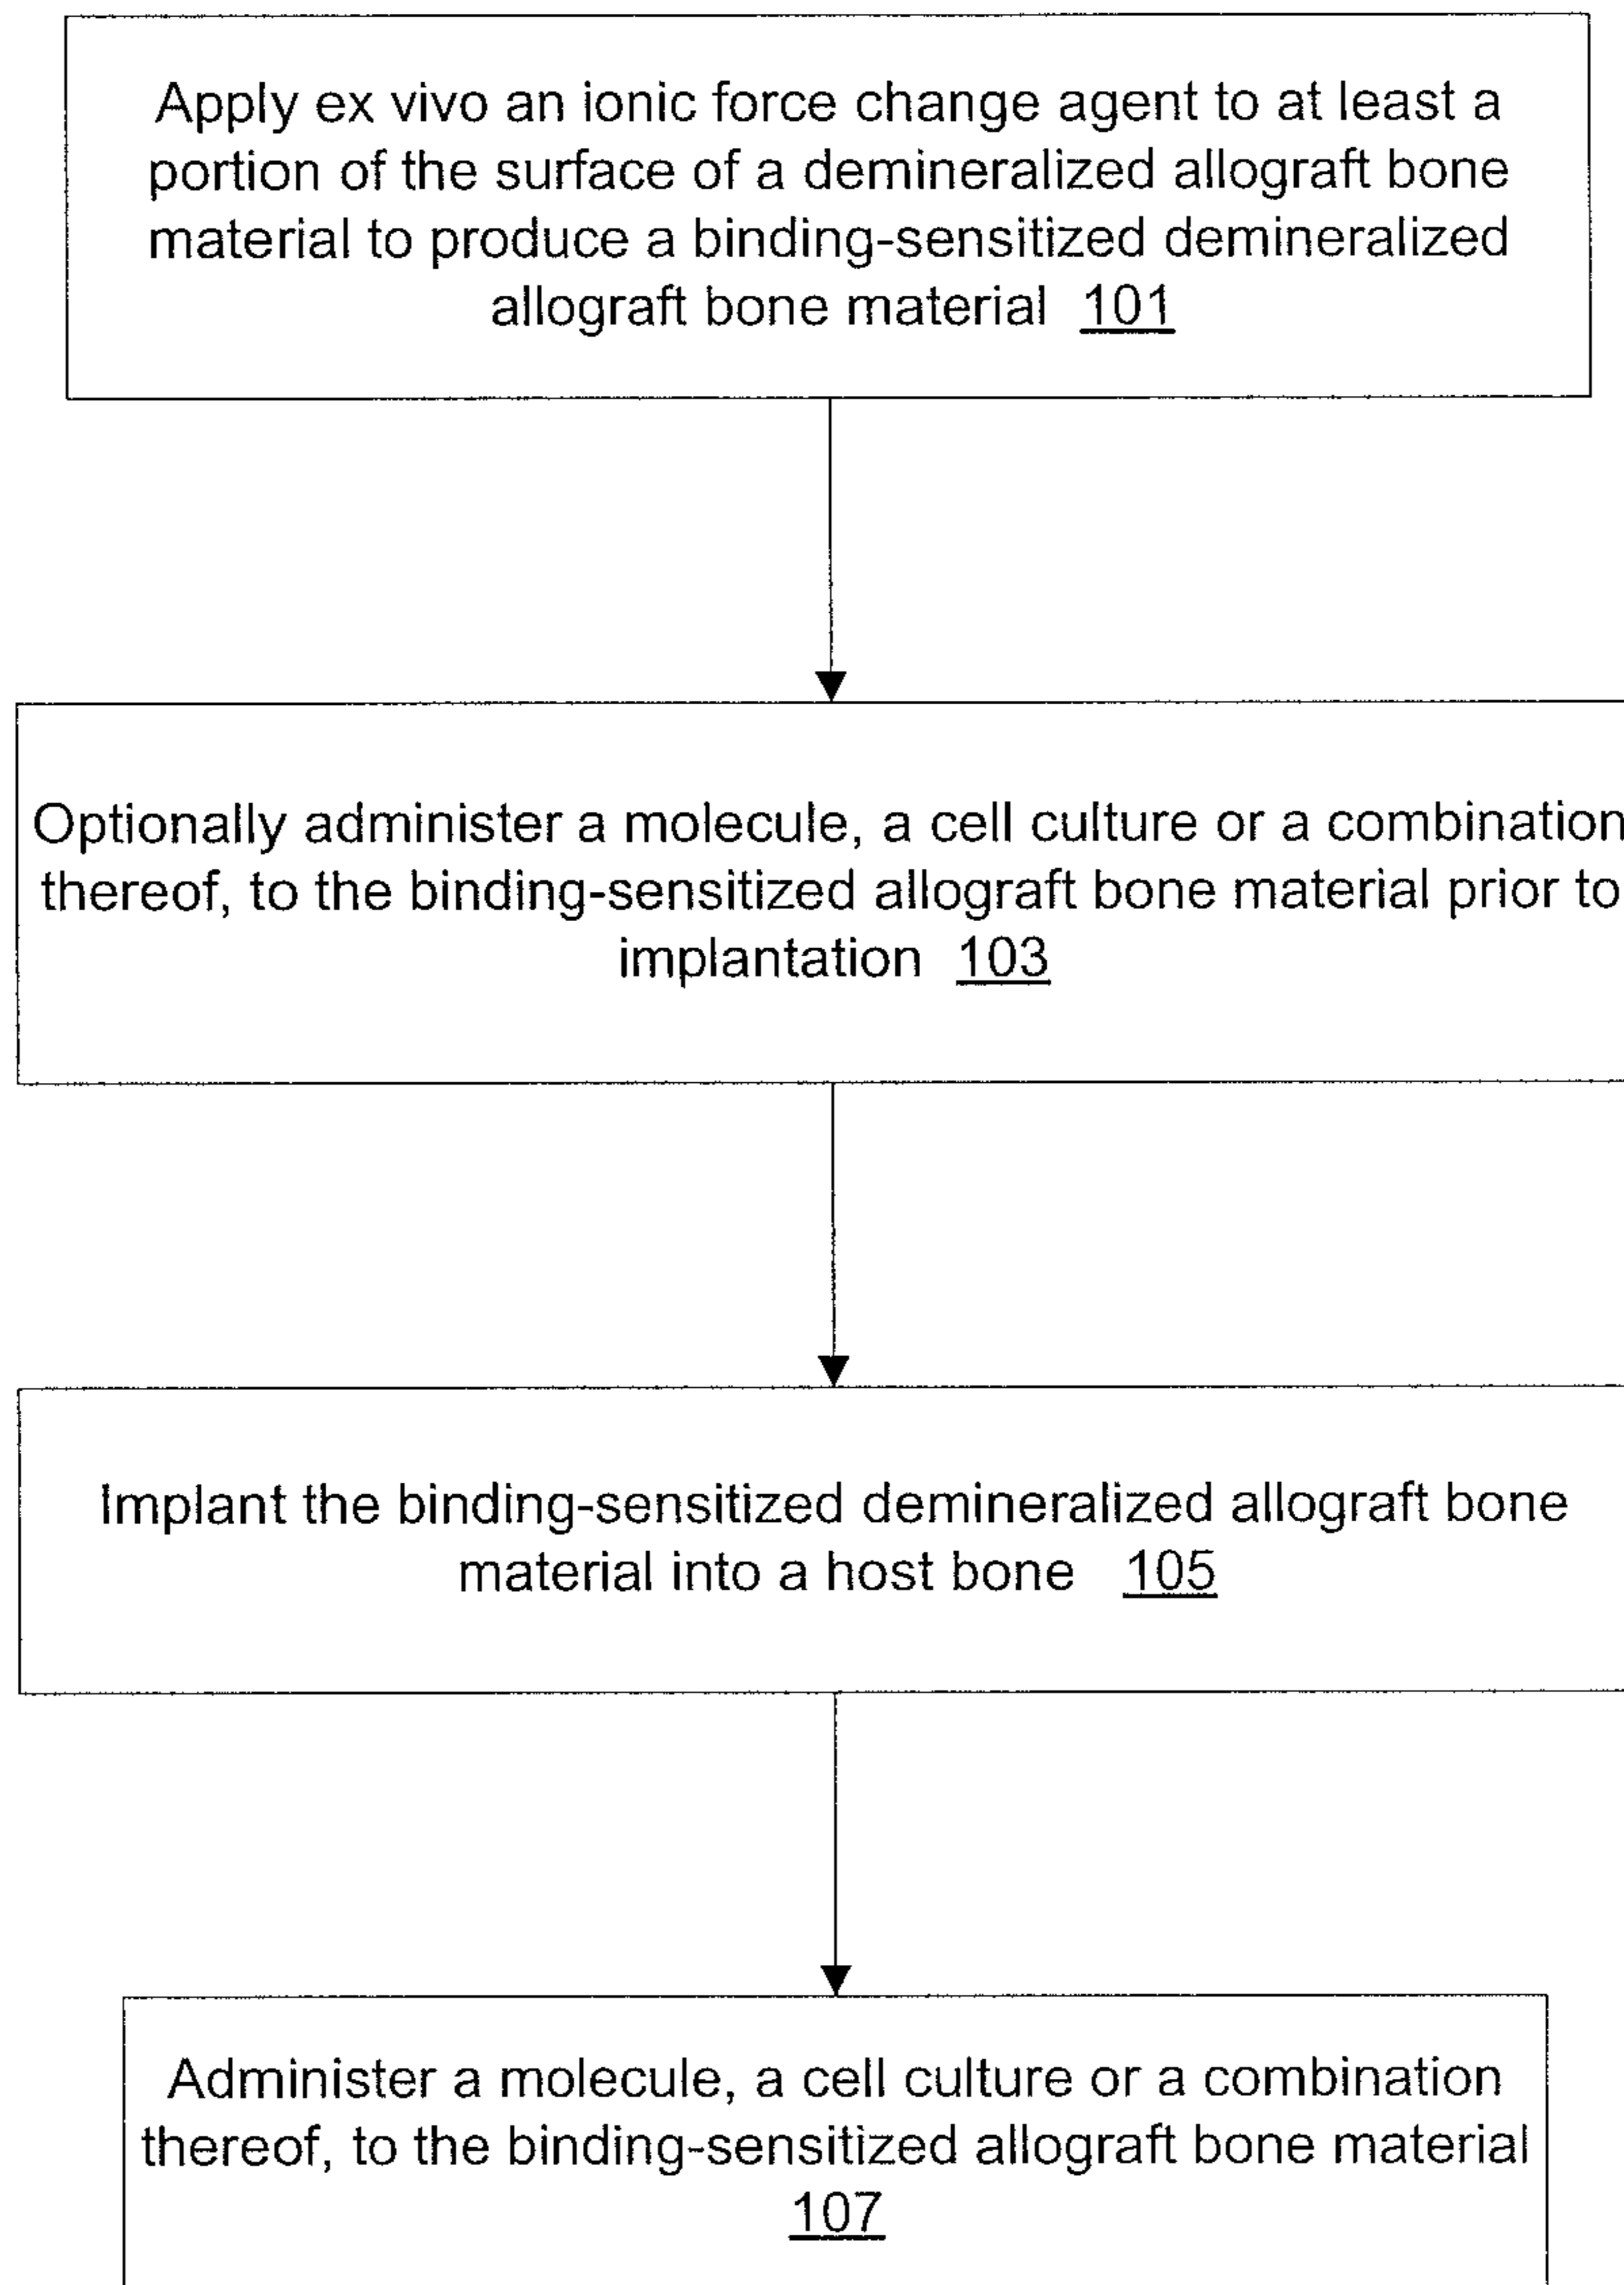 Apply ex vivo an ionic force change agent to at least a
portion of the surface of a demineralized allograft bone
material to produce a binding-sensitized demineralized
allograft bone material 101
Optionally administer a molecule, a cell culture or a combination
thereof, to the binding-sensitized allograft bone material prior to
implantation 103
Implant the binding-sensitized demineralized allograft bone
material into a host bone 105
Administer a molecule, a cell culture or a combination
thereof, to the binding-sensitized allograft bone material
107